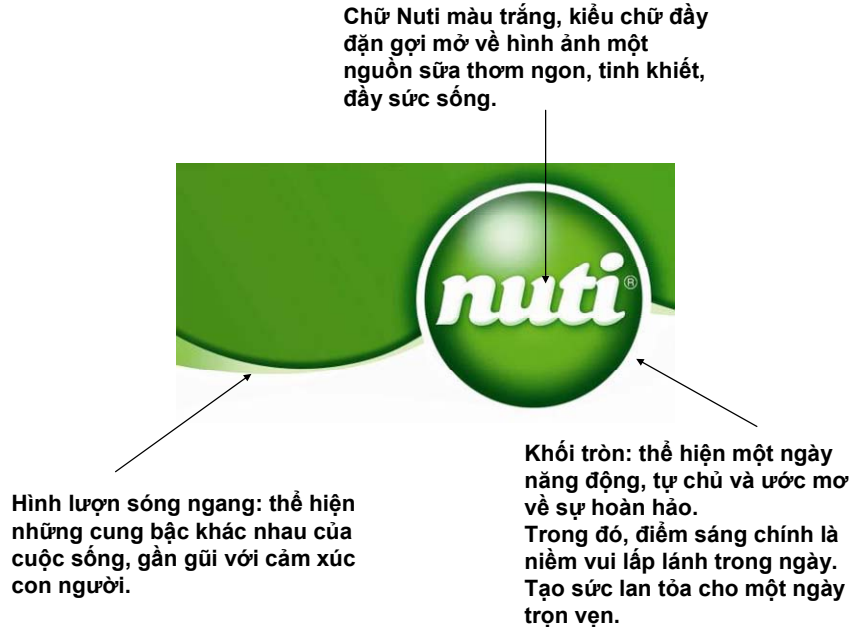 Chữ Nuti màu trắng, kiểu chữ đầy
đặn gợi mở về hình ảnh một
nguồn sữa thơm ngon, tinh khiết,
đầy sức sống.
nuti®
Hình lượn sóng ngang: thể hiện
những cung bậc khác nhau của
cuộc sống, gần gũi với cảm xúc
con người.
Khối tròn: thể hiện một ngày
năng động, tự chủ và ước mơ
về sự hoàn hảo.
Trong đó, điểm sáng chính là
niềm vui lấp lánh trong ngày.
Tạo sức lan tỏa cho một ngày
trọn vẹn.